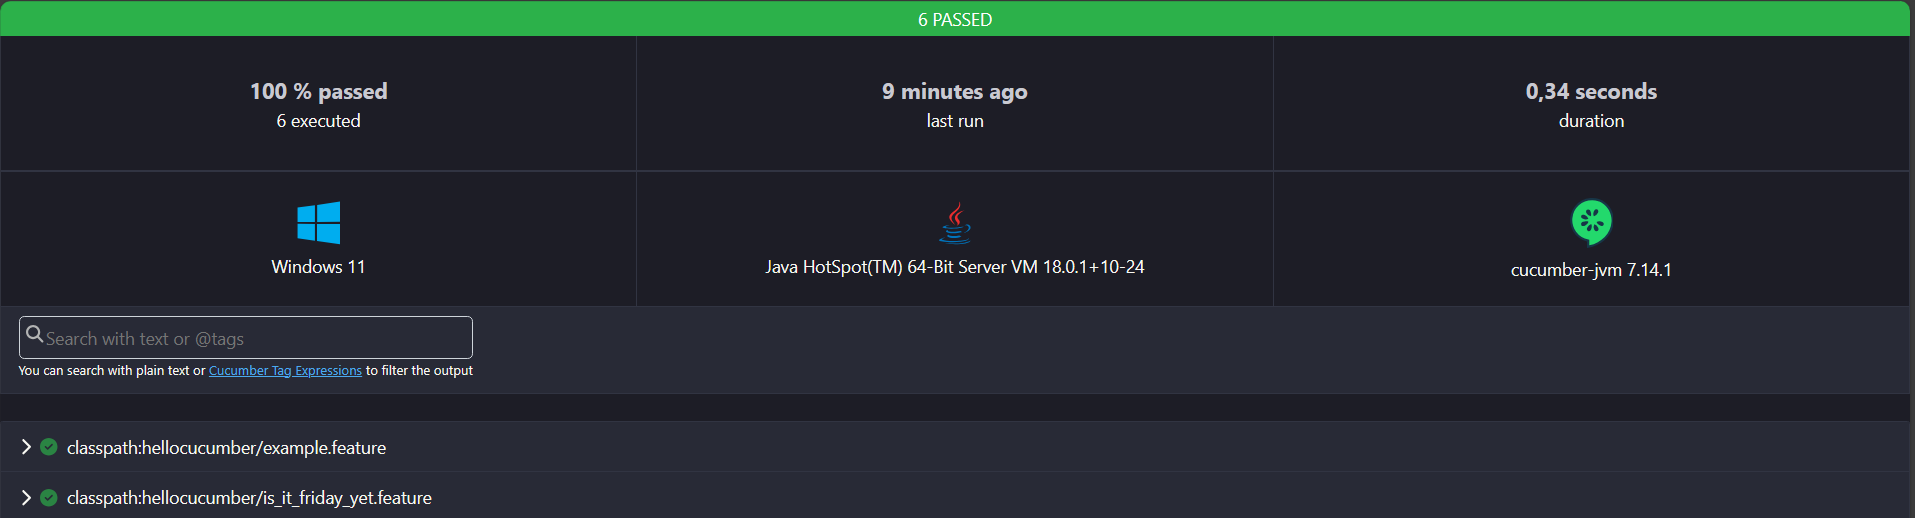 6 PASSED
100 % passed
6 executed
9 minutes ago
last run
0,34 seconds
duration
Windows 11
Java HotSpot(TM) 64-Bit Server VM 18.0.1+10-24
cucumber-jvm 7.14.1
Search with text or @tags
You can search with plain text or Cucumber Tag Expressions to filter the output
classpath:hellocucumber/example.feature
classpath:hellocucumber/is_it_friday_yet.feature